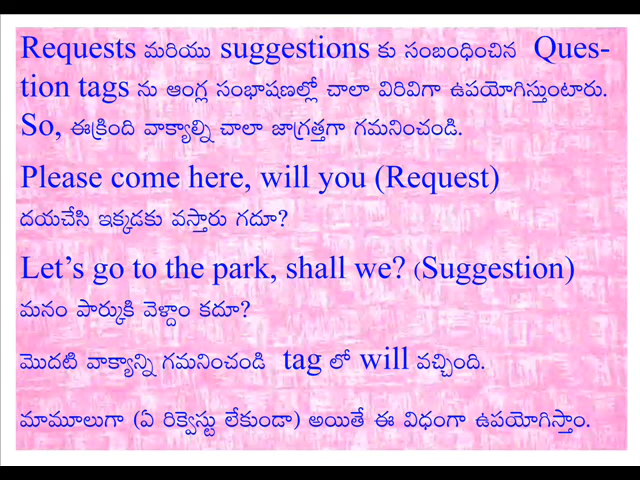 Requests మరియు suggestions కు సంబంధించిన Ques-
tion tags ను ఆంగ్ల సంభాషణల్లో చాలా విరివిగా ఉపయోగిస్తుంటారు.
So, ఈక్రింది వాక్యాల్ని చాలా జాగ్రత్తగా గమనించండి.
Please come here, will you (Request)
దయచేసి ఇక్కడకు వస్తారు గదూ?
Let’s go to the park, shall we? (Suggestion)
మనం పార్కుకి వెళ్దాం కదూ?
మొదటి వాక్యాన్ని గమనించండి tag లో will వచ్చింది.
మామూలుగా (ఏ రిక్వెస్టు లేకుండా) అయితే ఈ విధంగా ఉపయోగిస్తాం.